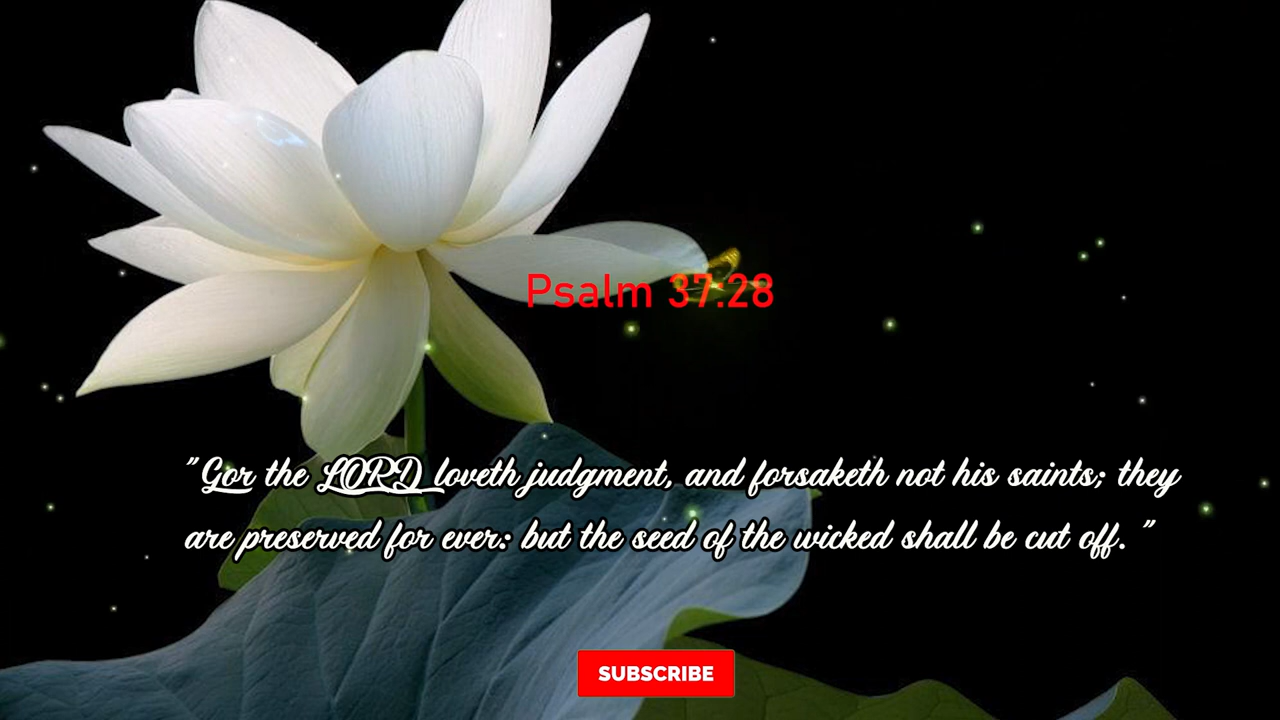 Psalm 37:28
"Gor the LORD loveth judgment, and forsaketh not his saints; they
are preserved for ever: but the seed of the wicked shall be cut off."
SUBSCRIBE